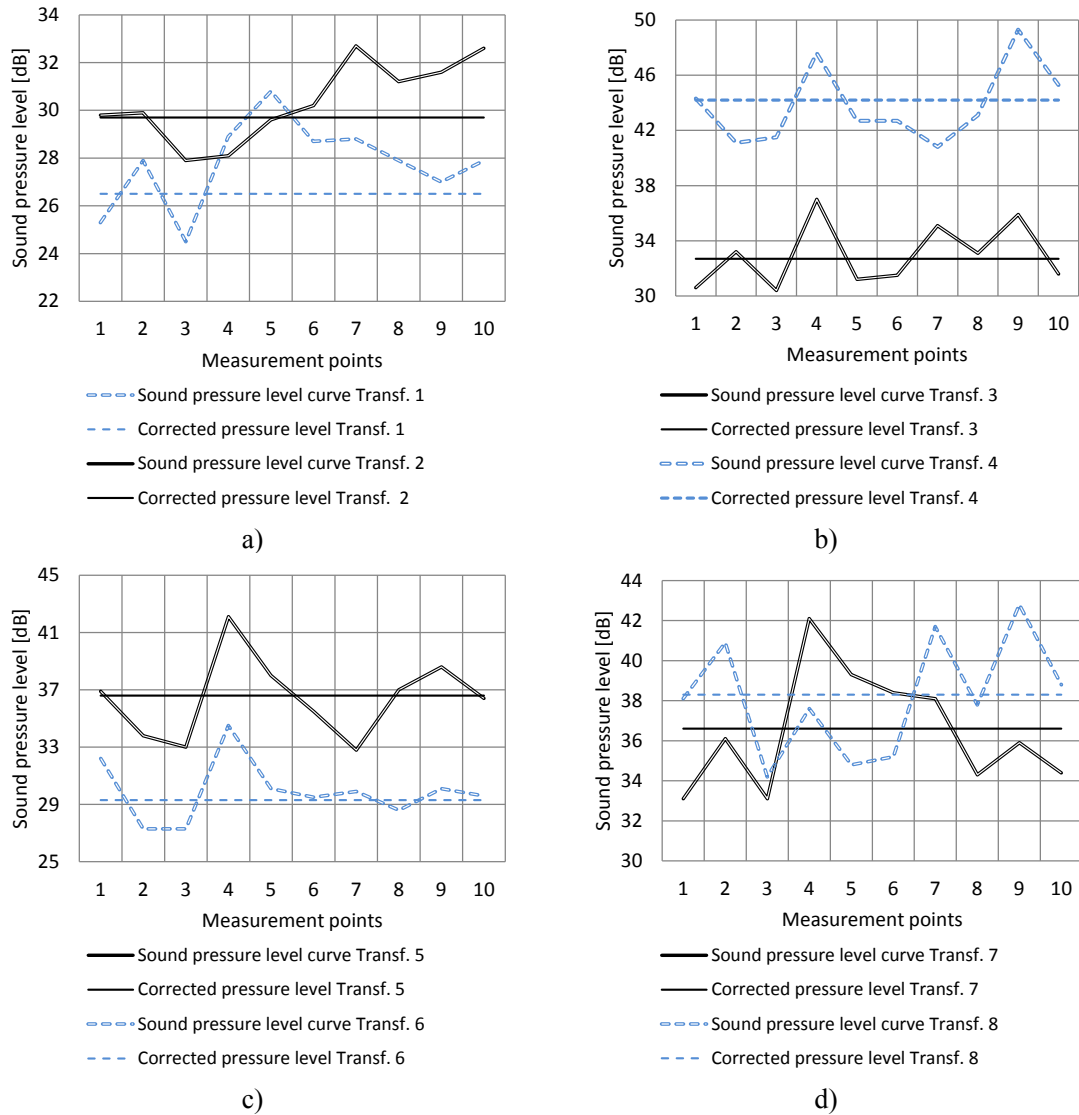 Sound pressure level [dB]
34
32
30
28
26
24
22
1 2 3 4 5 6 7 8 9 10
Measurement points
Sound pressure level curve Transf. 1
Corrected pressure level Transf. 1
Sound pressure level curve Transf. 2
Corrected pressure level Transf. 2
a)
Sound pressure level [dB]
50
46
42
38
34
30
1 2 3 4 5 6 7 8 9 10
Measurement points
Sound pressure level curve Transf. 3
Corrected pressure level Transf. 3
Sound pressure level curve Transf. 4
Corrected pressure level Transf. 4
b)
Sound pressure level [dB]
45
41
37
33
29
25
1 2 3 4 5 6 7 8 9 10
Measurement points
Sound pressure level curve Transf. 5
Corrected pressure level Transf. 5
Sound pressure level curve Transf. 6
Corrected pressure level Transf. 6
c)
Sound pressure level [dB]
44
42
40
38
36
34
32
30
1 2 3 4 5 6 7 8 9 10
Measurement points
Sound pressure level curve Transf. 7
Corrected pressure level Transf. 7
Sound pressure level curve Transf. 8
Corrected pressure level Transf. 8
d)